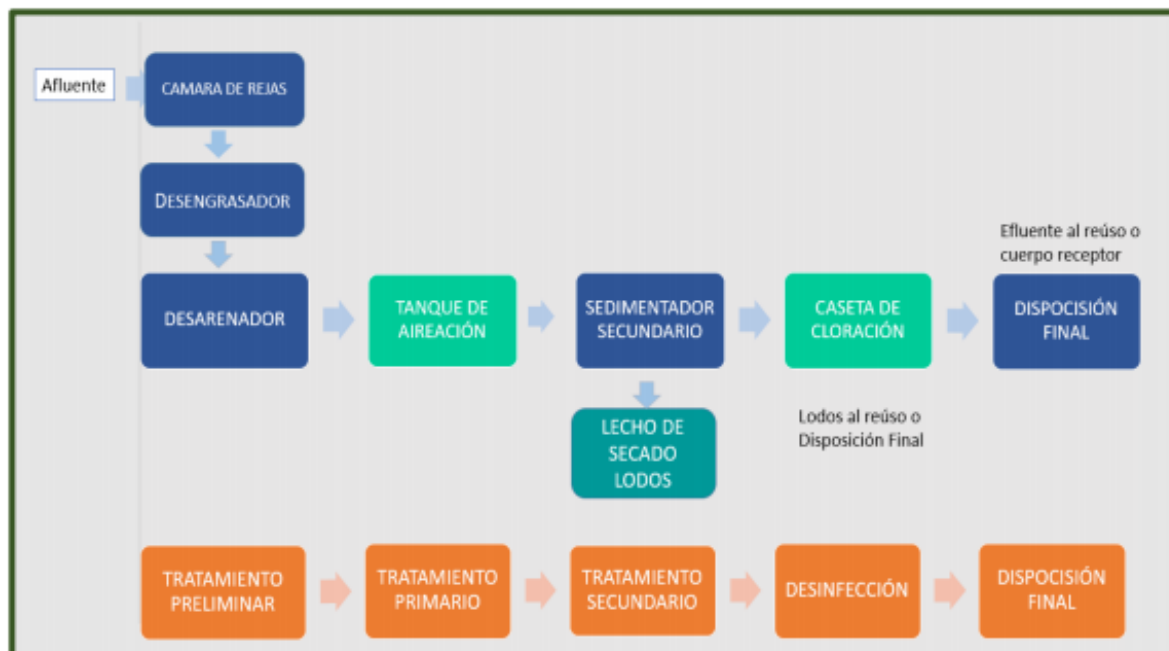 Afluente
CAMARA DE REJAS
DESENGRASADOR
Efluente al reúso o
cuerpo receptor
DESARENADOR
TANQUE DE
AIREACIÓN
SEDIMENTADOR
SECUNDARIO
CASETA DE
CLORACIÓN
DISPOCISIÓN
FINAL
LECHO DE
SECADO
LODOS
Lodos al reúso o
Disposición Final
TRATAMIENTO
PRELIMINAR
TRATAMIENTO
PRIMARIO
TRATAMIENTO
SECUNDARIO
DESINFECCIÓN
DISPOCISIÓN
FINAL